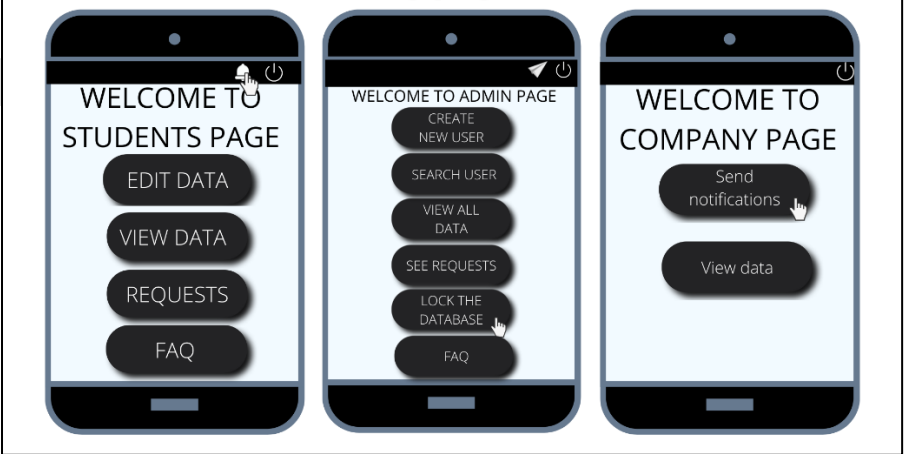 WELCOME TO
STUDENTS PAGE
EDIT DATA
VIEW DATA
REQUESTS
FAQ
WELCOME TO ADMIN PAGE
CREATE
NEW USER
SEARCH USER
VIEW ALL
DATA
SEE REQUESTS
LOCK THE
DATABASE
FAQ
WELCOME TO
COMPANY PAGE
Send
notifications
View data